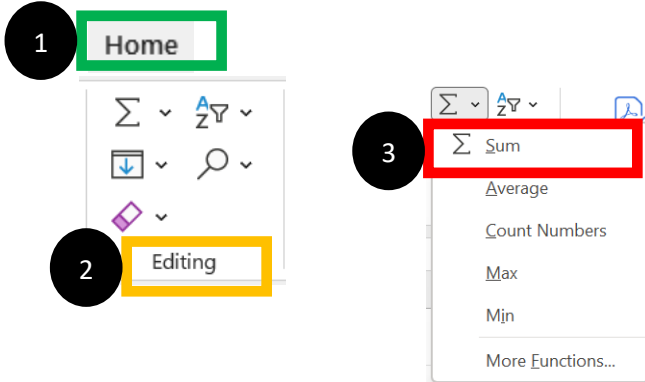 1
Home
2
Editing
3
Sum
Average
Count Numbers
Max
Min
More Functions...